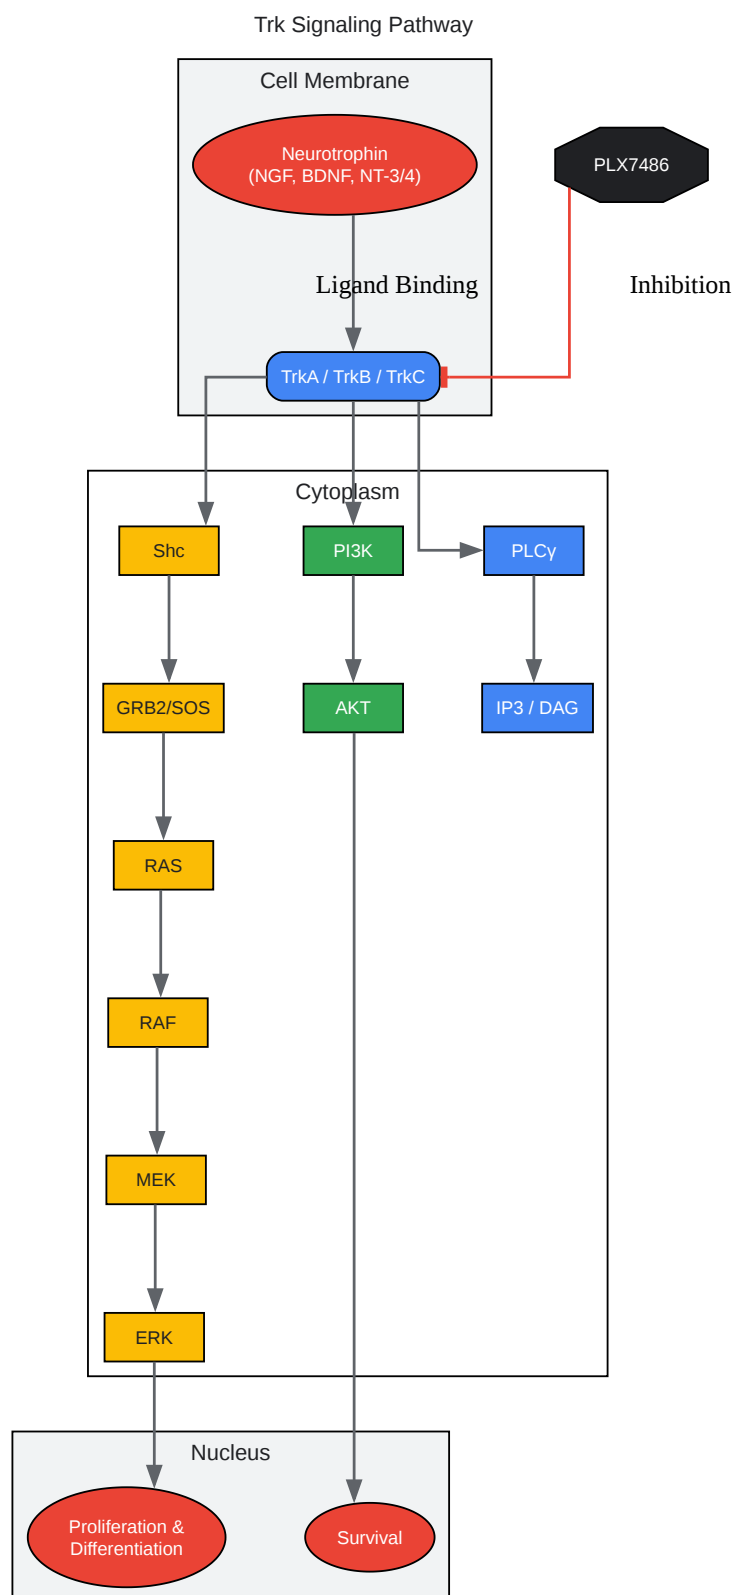 Trk Signaling Pathway
Cell Membrane
Neurotrophin
(NGF, BDNF, NT-3/4)
PLX7486
Ligand Binding
Inhibition
TrkA / TrkB / TrkC
Cytoplasm
Shc
PI3K
PLCγ
GRB2/SOS
AKT
IP3 / DAG
RAS
RAF
MEK
ERK
Nucleus
Proliferation &
Differentiation
Survival